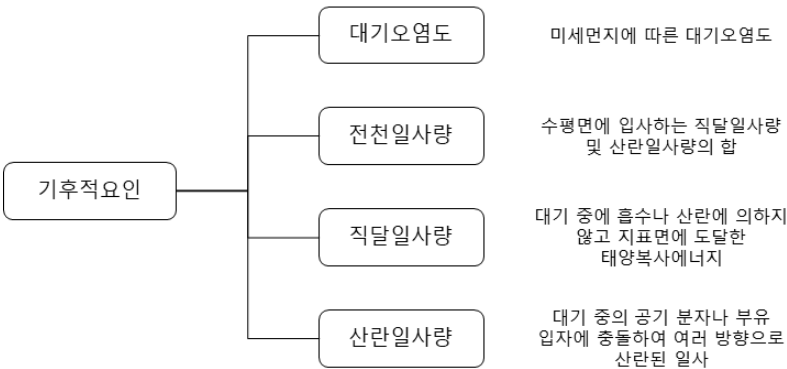 대기오염도
미세먼지에 따른 대기오염도
전천일사량
수평면에 입사하는 직달일사량
및 산란일사량의 합
기후적요인
직달일사량
대기 중에 흡수나 산란에 의하지
않고 지표면에 도달한
태양복사에너지
산란일사량
대기 중의 공기 분자나 부유
입자에 충돌하여 여러 방향으로
산란된 일사